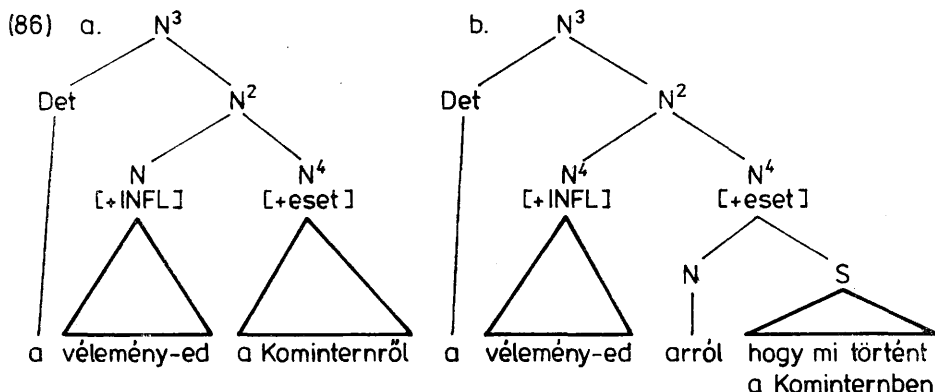 (86) a. N³ b. N³
Det N² Det N²
N N⁴ N⁴ N⁴
[+INFL] [+eset] [+INFL] [+eset]
N S
a vélemény-ed a Kominternről a vélemény-ed arról hogy mi történt
a Kominternben